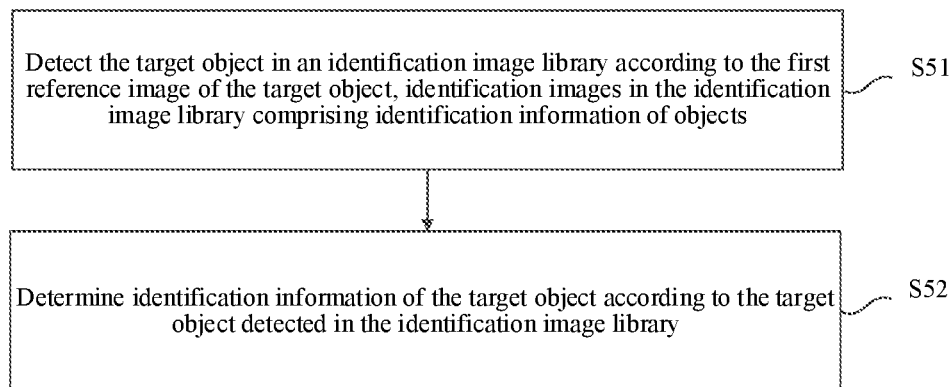 Detect the target object in an identification image library according to the first
reference image of the target object, identification images in the identification
image library comprising identification information of objects
S51
Determine identification information of the target object according to the target
object detected in the identification image library
S52